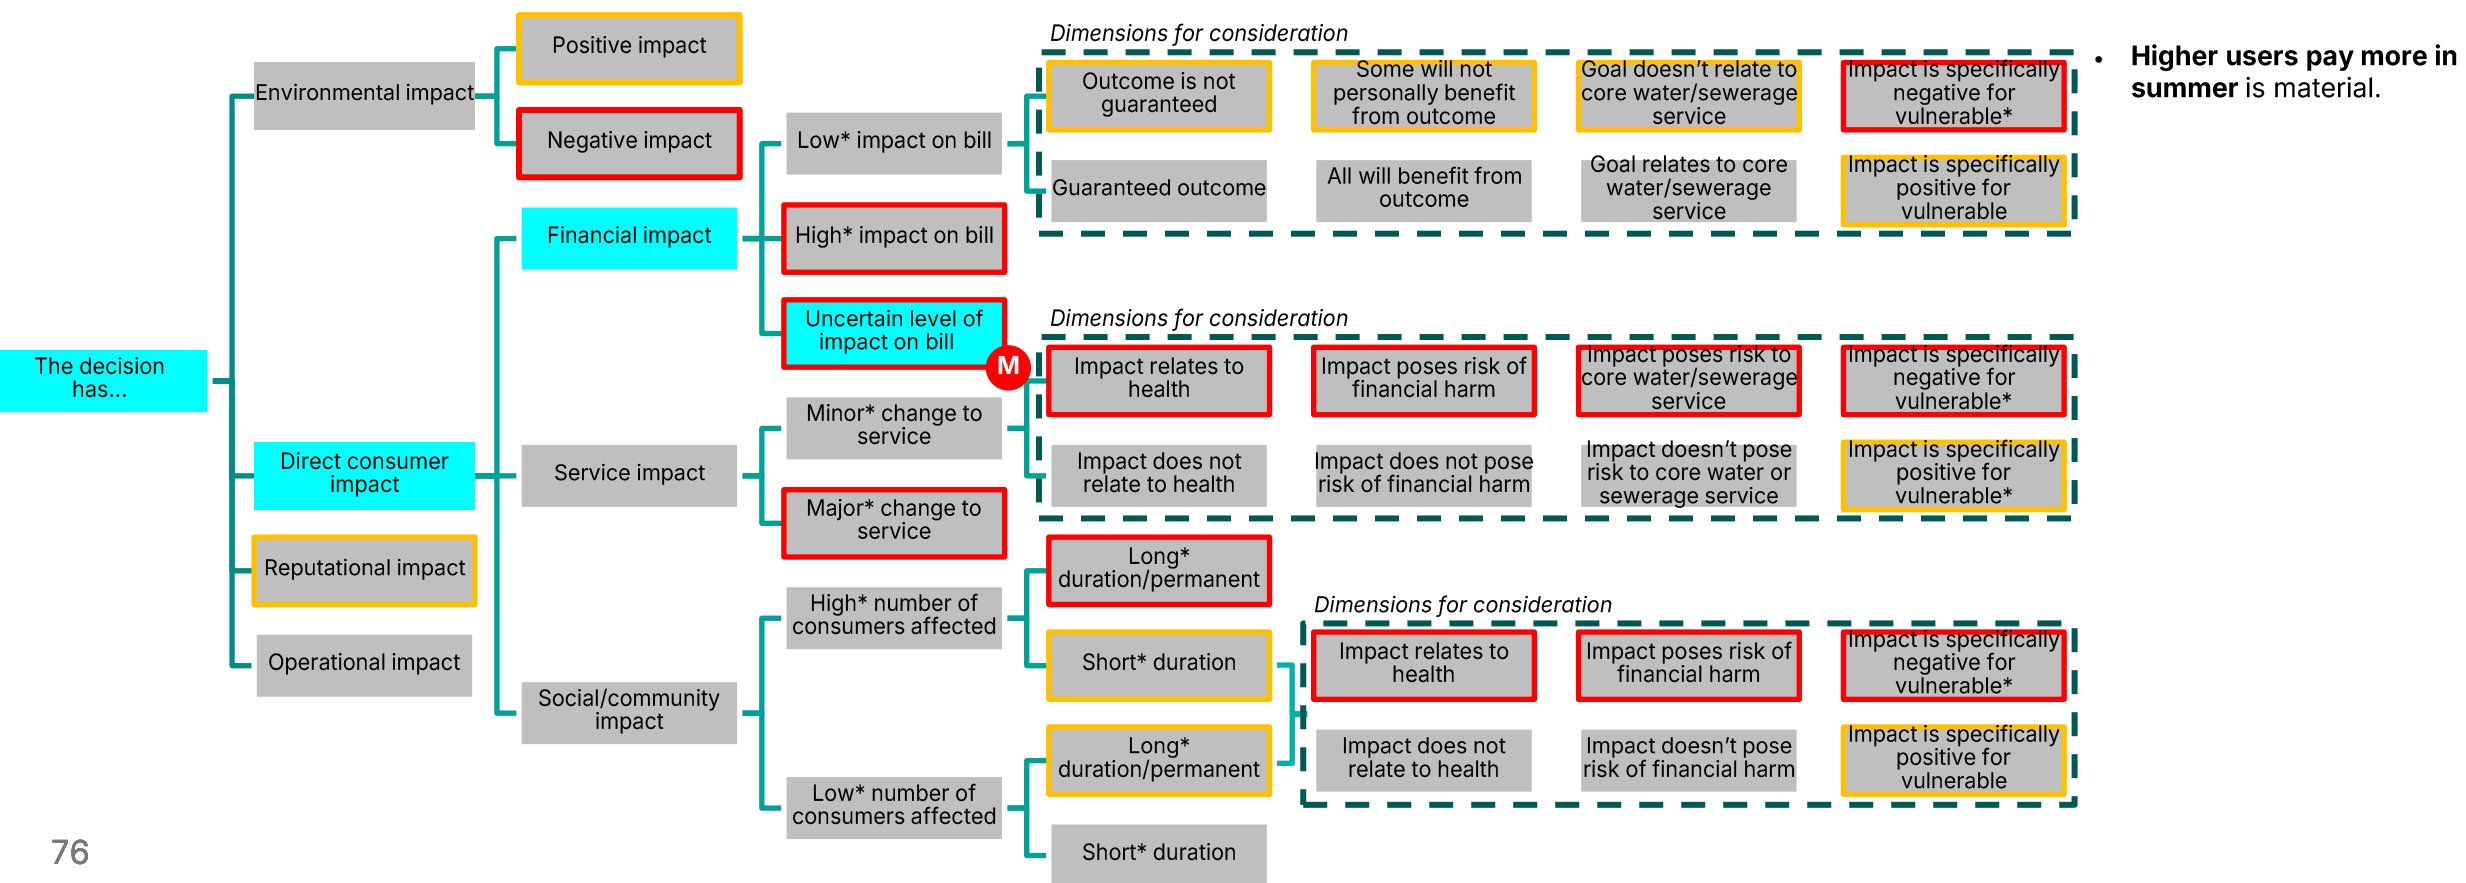 Positive impact
Environmental impact
Negative impact
Financial impact
The decision
has...
Direct consumer
impact
Service impact
Reputational impact
Operational impact
Social/community
impact
Low* impact on bill
High* impact on bill
Uncertain level of
impact on bill
M
Minor* change to
service
Major* change to
service
High* number of
consumers affected
Low* number of
consumers affected
Dimensions for consideration
Outcome is not
guaranteed
Some will not
personally benefit
from outcome
Goal doesn't relate to
core water/sewerage
service
Impact is specifically
negative for
vulnerable*
Guaranteed outcome
All will benefit from
outcome
Goal relates to core
water/sewerage
service
Impact is specifically
positive for
vulnerable
Dimensions for consideration
Impact relates to
health
Impact poses risk of
financial harm
Impact poses risk to
core water/sewerage
service
Impact is specifically
negative for
vulnerable*
Impact does not
relate to health
Impact does not pose
risk of financial harm
Impact doesn't pose
risk to core water or
sewerage service
Impact is specifically
positive for
vulnerable*
Long*
duration/permanent
Short* duration
Long*
duration/permanent
Short* duration
Dimensions for consideration
Impact relates to
health
Impact poses risk of
financial harm
Impact is specifically
negative for
vulnerable*
Impact does not
relate to health
Impact doesn't pose
risk of financial harm
Impact is specifically
positive for
vulnerable
• Higher users pay more in
summer is material.
76